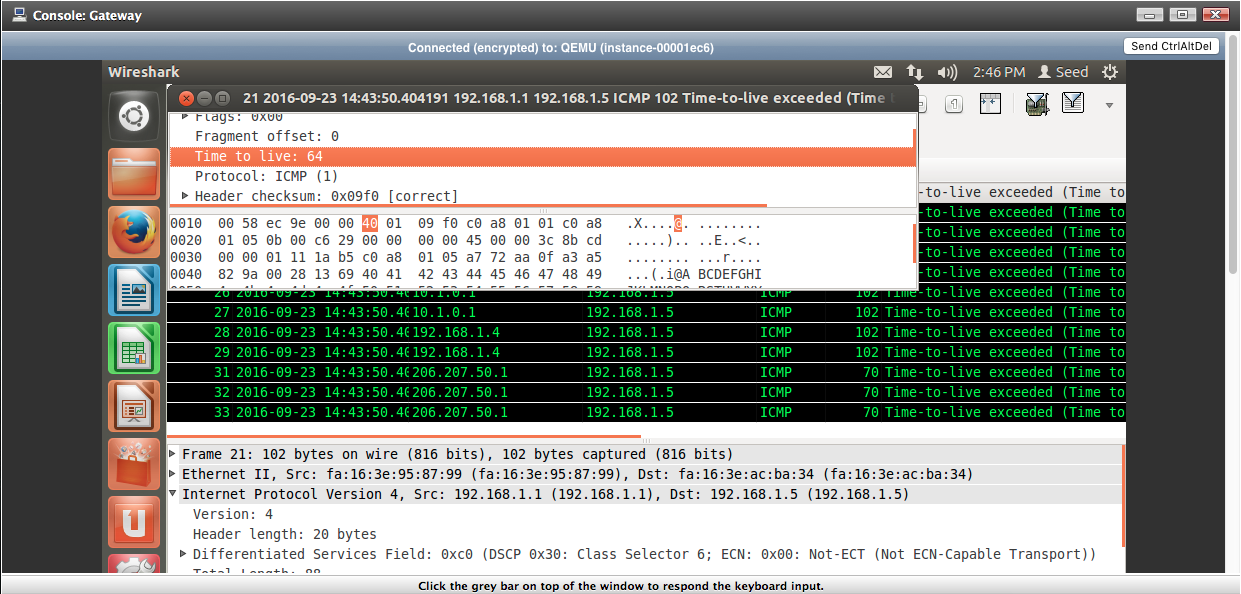 Console: Gateway
Connected (encrypted) to: QEMU (instance-00001ec6)
Send CtrlAltDel
Wireshark
2:46 PM Seed
21 2016-09-23 14:43:50.404191 192.168.1.1 192.168.1.5 ICMP 102 Time-to-live exceeded (Time
Flags: 0x00
Fragment offset: 0
Time to live: 64
Protocol: ICMP (1)
Header checksum: 0x09f0 [correct]
0010 00 58 ec 9e 00 00 40 01 09 f0 c0 a8 01 01 c0 a8 .X....@. ........
0020 01 05 0b 00 c6 29 00 00 00 00 45 00 00 3c 8b cd .....).. ..E..<..
0030 00 00 01 11 1a b5 c0 a8 01 05 a7 72 aa 0f a3 a5 ........ ...r....
0040 82 9a 00 28 13 69 40 41 42 43 44 45 46 47 48 49 ...(.i@A BCDEFGHI
-to-live exceeded (Time to
-to-live exceeded (Time to
-to-live exceeded (Time to
-to-live exceeded (Time to
-to-live exceeded (Time to
26 2016-09-23 14:43:50.40 10.1.0.1 192.168.1.5 ICMP 102 Time-to-live exceeded (Time to
27 2016-09-23 14:43:50.40 10.1.0.1 192.168.1.5 ICMP 102 Time-to-live exceeded (Time to
28 2016-09-23 14:43:50.40 192.168.1.4 192.168.1.5 ICMP 102 Time-to-live exceeded (Time to
29 2016-09-23 14:43:50.40 192.168.1.4 192.168.1.5 ICMP 102 Time-to-live exceeded (Time to
31 2016-09-23 14:43:50.40 206.207.50.1 192.168.1.5 ICMP 70 Time-to-live exceeded (Time to
32 2016-09-23 14:43:50.40 206.207.50.1 192.168.1.5 ICMP 70 Time-to-live exceeded (Time to
33 2016-09-23 14:43:50.40 206.207.50.1 192.168.1.5 ICMP 70 Time-to-live exceeded (Time to
Frame 21: 102 bytes on wire (816 bits), 102 bytes captured (816 bits)
Ethernet II, Src: fa:16:3e:95:87:99 (fa:16:3e:95:87:99), Dst: fa:16:3e:ac:ba:34 (fa:16:3e:ac:ba:34)
Internet Protocol Version 4, Src: 192.168.1.1 (192.168.1.1), Dst: 192.168.1.5 (192.168.1.5)
Version: 4
Header length: 20 bytes
Differentiated Services Field: 0xc0 (DSCP 0x30: Class Selector 6; ECN: 0x00: Not-ECT (Not ECN-Capable Transport))
Total Length: 88
Click the grey bar on top of the window to respond the keyboard input.